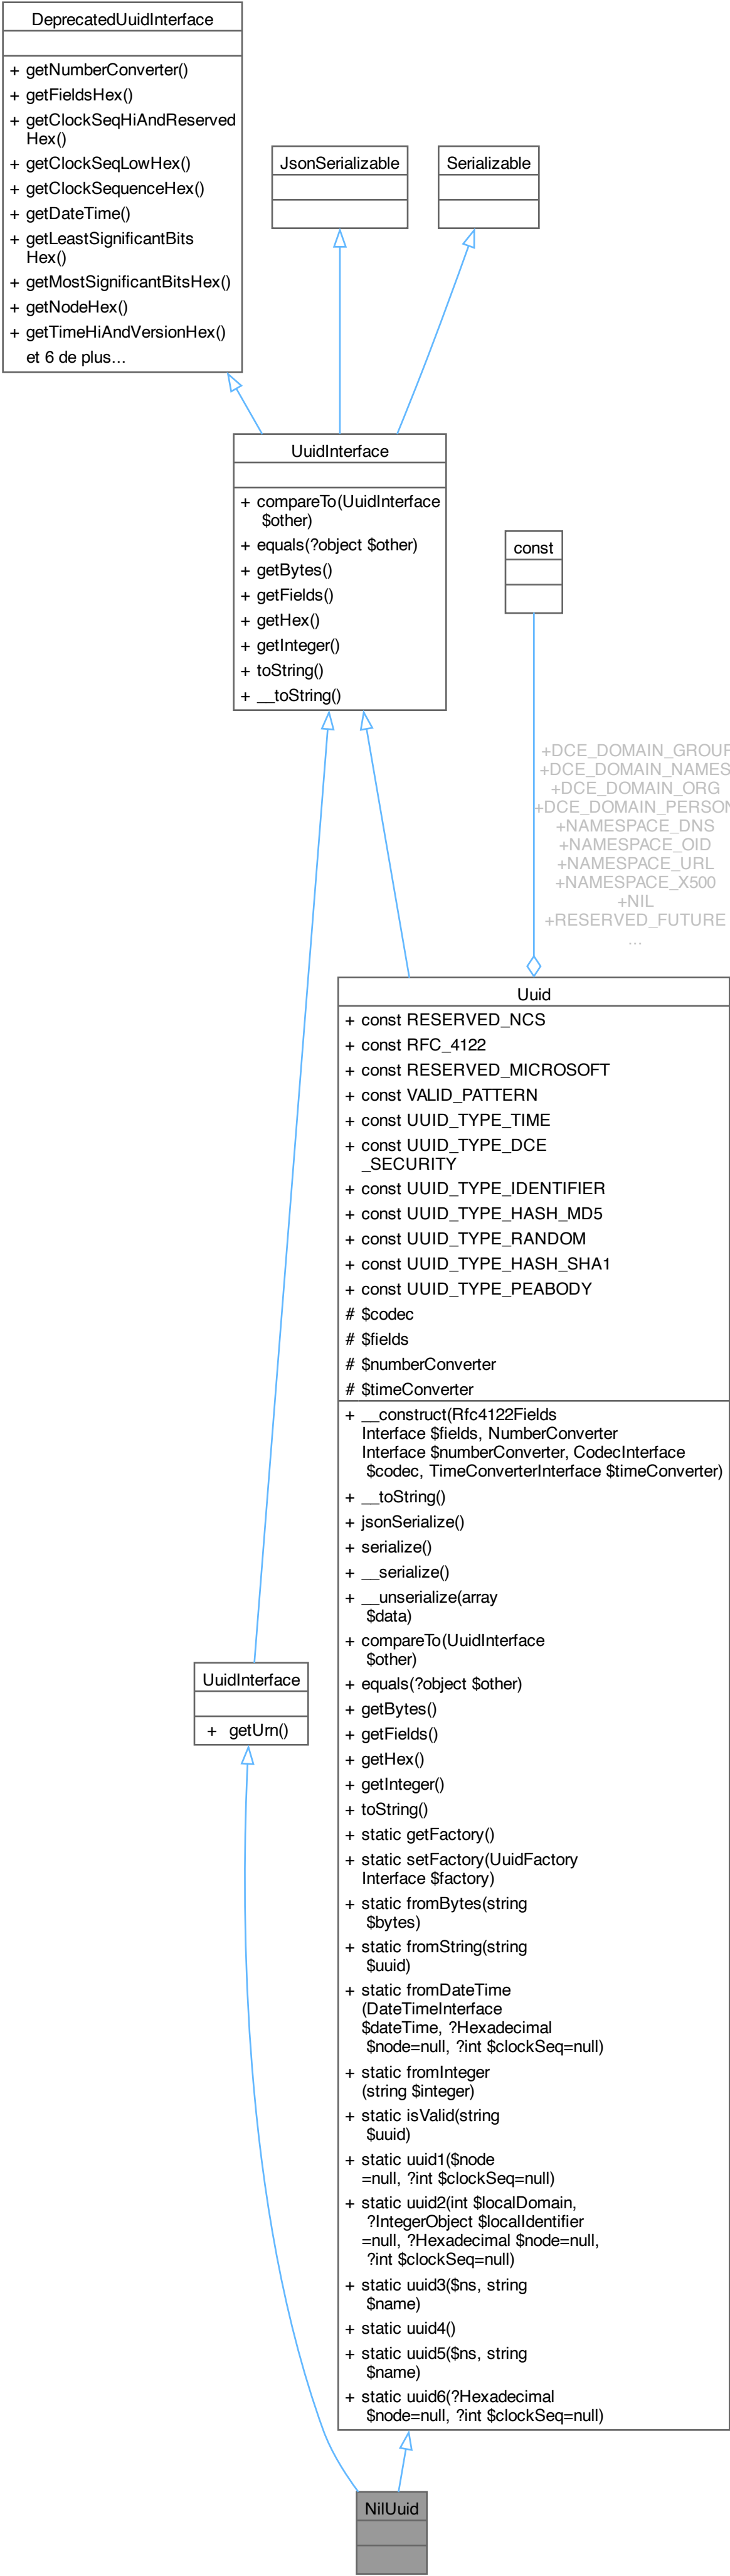 DeprecatedUuidInterface
+ getNumberConverter()
+ getFieldsHex()
+ getClockSeqHiAndReserved
Hex()
+ getClockSeqLowHex()
+ getClockSequenceHex()
+ getDateTime()
+ getLeastSignificantBits
Hex()
+ getMostSignificantBitsHex()
+ getNodeHex()
+ getTimeHiAndVersionHex()
et 6 de plus...
JsonSerializable
Serializable
UuidInterface
+ compareTo(UuidInterface
$other)
+ equals(?object $other)
+ getBytes()
+ getFields()
+ getHex()
+ getInteger()
+ toString()
+ __toString()
const
+DCE_DOMAIN_GROUP
+DCE_DOMAIN_NAMES
+DCE_DOMAIN_ORG
+DCE_DOMAIN_PERSON
+NAMESPACE_DNS
+NAMESPACE_OID
+NAMESPACE_URL
+NAMESPACE_X500
+NIL
+RESERVED_FUTURE
...
Uuid
+ const RESERVED_NCS
+ const RFC_4122
+ const RESERVED_MICROSOFT
+ const VALID_PATTERN
+ const UUID_TYPE_TIME
+ const UUID_TYPE_DCE
_SECURITY
+ const UUID_TYPE_IDENTIFIER
+ const UUID_TYPE_HASH_MD5
+ const UUID_TYPE_RANDOM
+ const UUID_TYPE_HASH_SHA1
+ const UUID_TYPE_PEABODY
# $codec
# $fields
# $numberConverter
# $timeConverter
+ __construct(Rfc4122Fields
Interface $fields, NumberConverter
Interface $numberConverter, CodecInterface
$codec, TimeConverterInterface $timeConverter)
+ __toString()
+ jsonSerialize()
+ serialize()
+ __serialize()
+ __unserialize(array
$data)
+ compareTo(UuidInterface
$other)
+ equals(?object $other)
+ getBytes()
+ getFields()
+ getHex()
+ getInteger()
+ toString()
+ static getFactory()
+ static setFactory(UuidFactory
Interface $factory)
+ static fromBytes(string
$bytes)
+ static fromString(string
$uuid)
+ static fromDateTime
(DateTimeInterface
$dateTime, ?Hexadecimal
$node=null, ?int $clockSeq=null)
+ static fromInteger
(string $integer)
+ static isValid(string
$uuid)
+ static uuid1($node
=null, ?int $clockSeq=null)
+ static uuid2(int $localDomain,
?IntegerObject $localIdentifier
=null, ?Hexadecimal $node=null,
?int $clockSeq=null)
+ static uuid3($ns, string
$name)
+ static uuid4()
+ static uuid5($ns, string
$name)
+ static uuid6(?Hexadecimal
$node=null, ?int $clockSeq=null)
UuidInterface
+ getUrn()
NilUuid